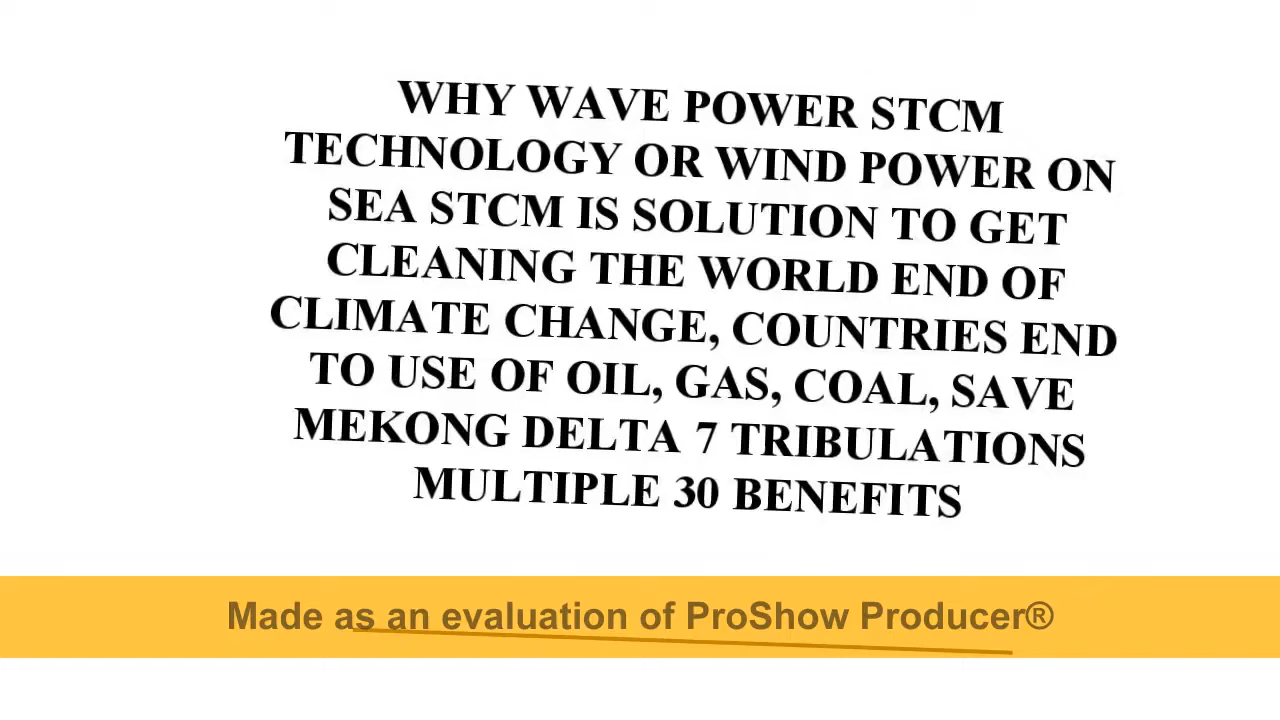 WHY WAVE POWER STCM
TECHNOLOGY OR WIND POWER ON
SEA STCM IS SOLUTION TO GET
CLEANING THE WORLD END OF
CLIMATE CHANGE, COUNTRIES END
TO USE OF OIL, GAS, COAL, SAVE
MEKONG DELTA 7 TRIBULATIONS
MULTIPLE 30 BENEFITS
Made as an evaluation of ProShow Producer®